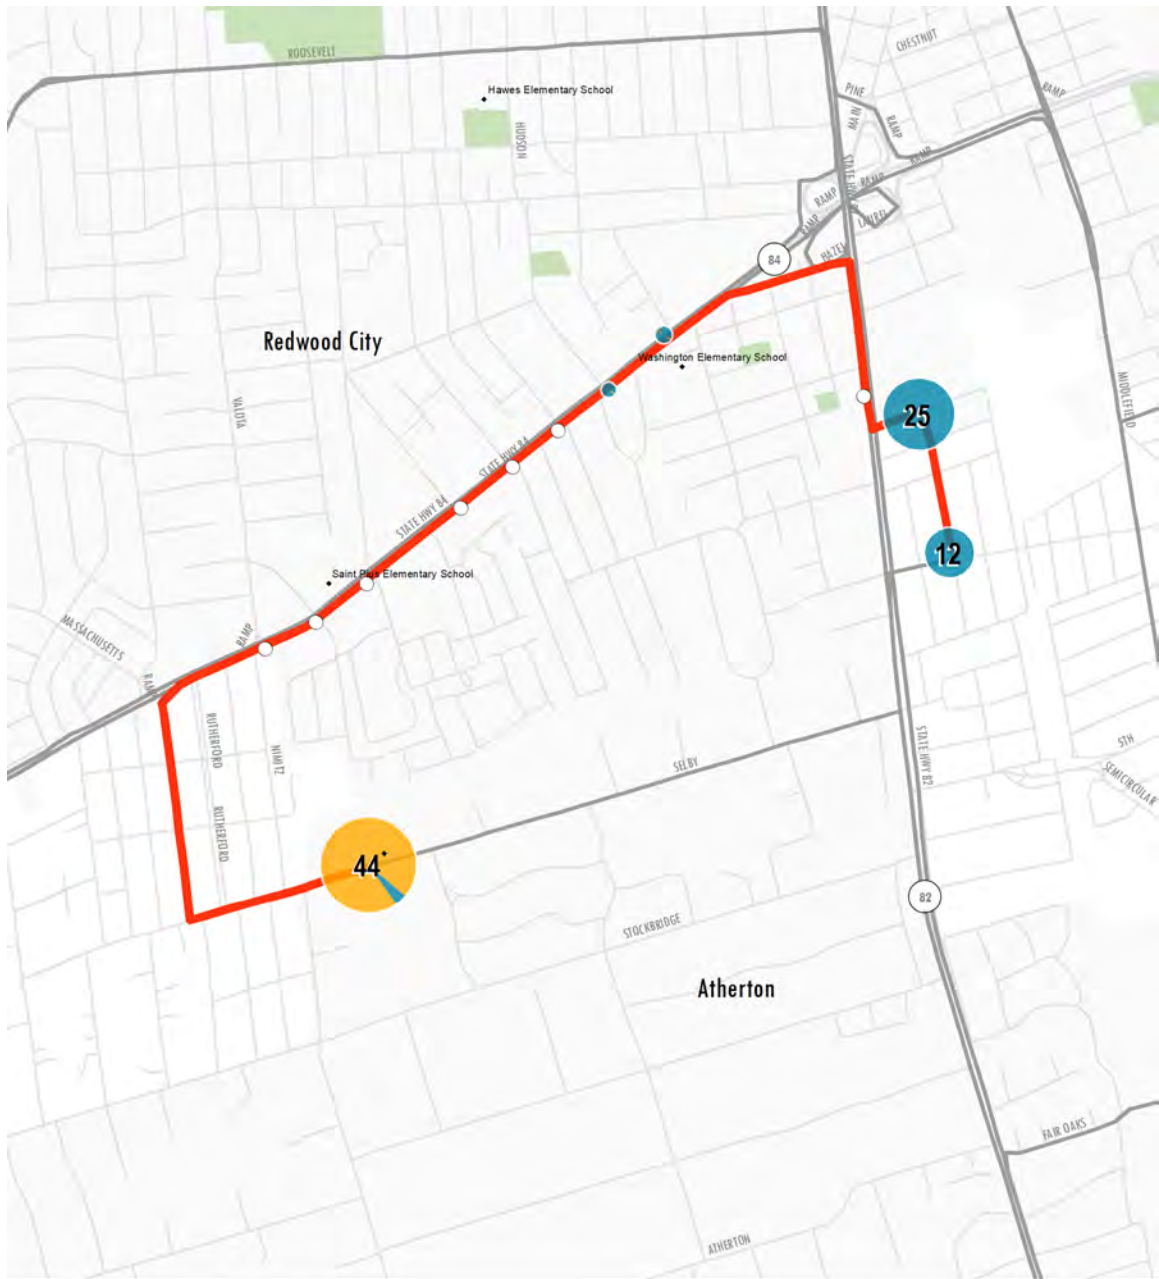 ROOSEVELT
CHESTNUT
Hawes Elementary School
PINE
MAIN
RAMP
RAMP
HUDSON
RAMP
RAMP
RAMP
RAMP
LAUREL
HAZEL
84
Redwood City
Washington Elementary School
MIDDLEFIELD
VALOTA
25
STATE HWY 84
STATE HWY 84
12
Saint Pius Elementary School
MASSACHUSETTS
RAMP
RAMP
RUTHERFORD
NIMITZ
SELBY
STATE HWY 82
5TH
SEMICIRCULAR
RUTHERFORD
44
82
STOCKBRIDGE
Atherton
FAIR OAKS
ATHERTON